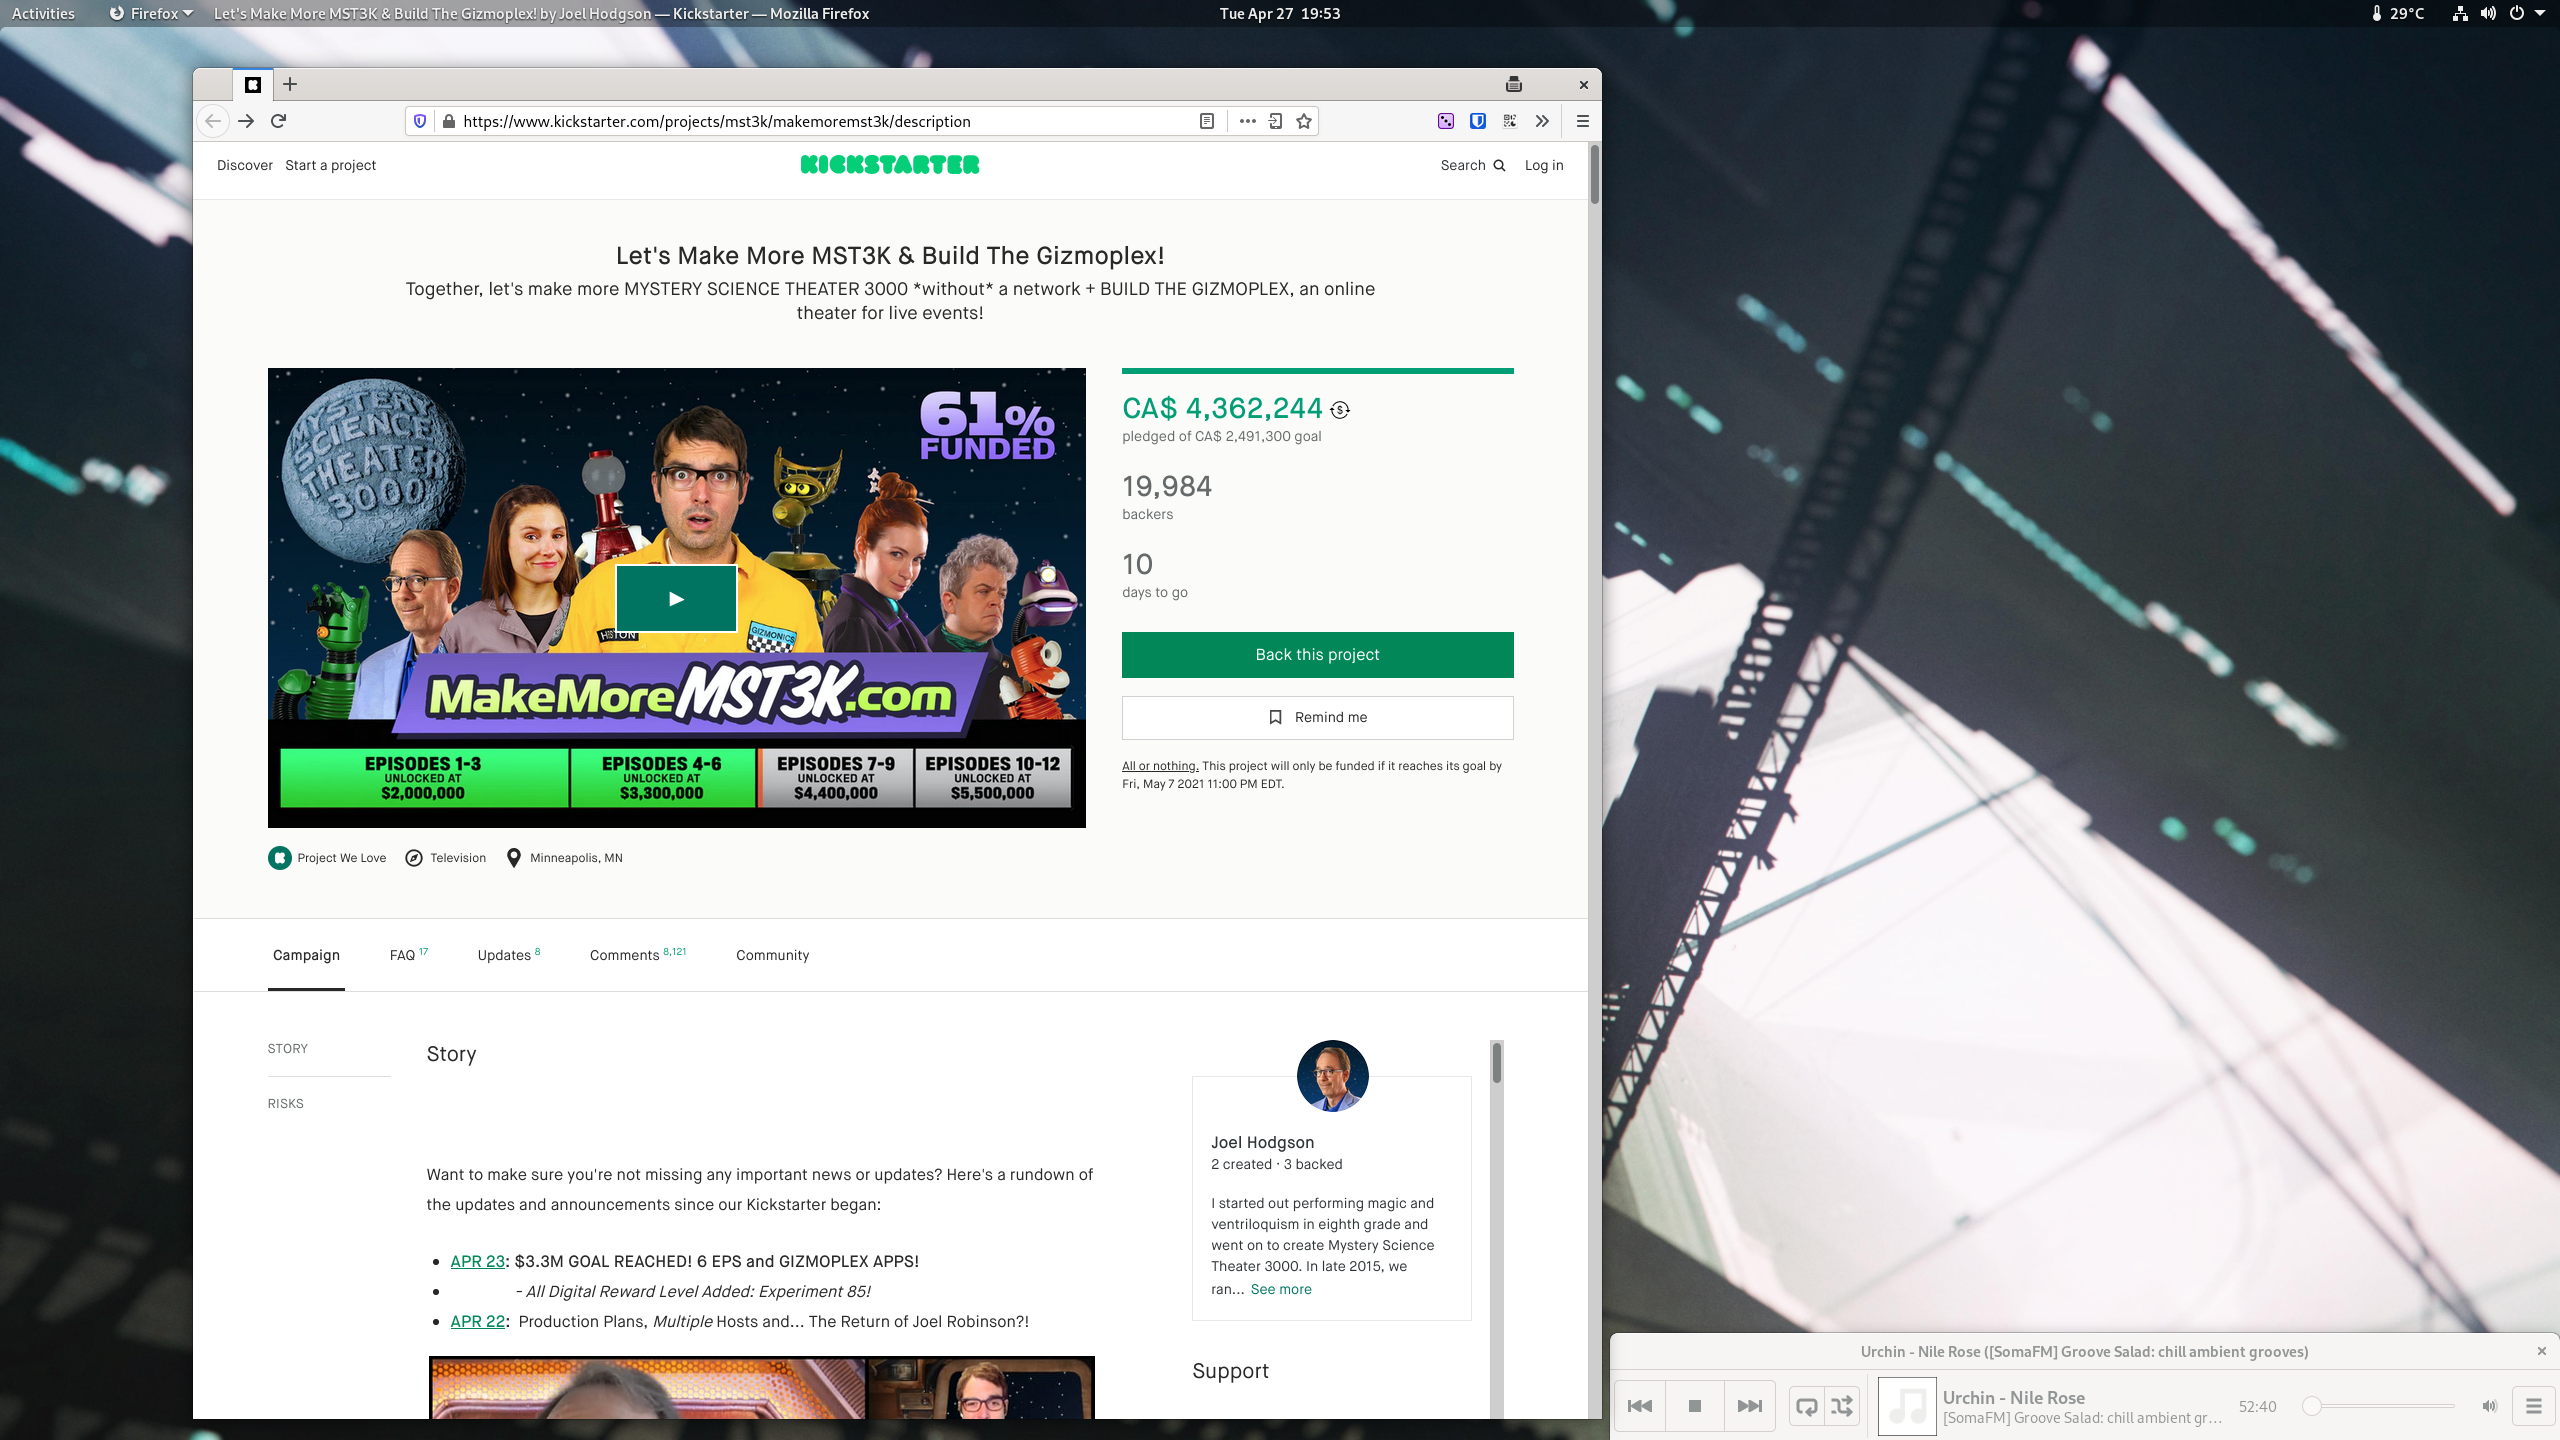 Activities
Firefox
Let's Make More MST3K & Build The Gizmoplex! by Joel Hodgson — Kickstarter — Mozilla Firefox
Tue Apr 27 19:53
29°C
https://www.kickstarter.com/projects/mst3k/makemoremst3k/description
Discover
Start a project
KICKSTARTER
Search
Log in
Let's Make More MST3K & Build The Gizmoplex!
Together, let's make more MYSTERY SCIENCE THEATER 3000 *without* a network + BUILD THE GIZMOPLEX, an online
theater for live events!
MYSTERY
SCIENCE
THEATER
3000
61%
FUNDED
HISTON
GIZMONICS
MakeMoreMST3K.com
EPISODES 1-3
UNLOCKED AT
$2,000,000
EPISODES 4-6
UNLOCKED AT
$3,300,000
EPISODES 7-9
UNLOCKED AT
$4,400,000
EPISODES 10-12
UNLOCKED AT
$5,500,000
CA$ 4,362,244
pledged of CA$ 2,491,300 goal
19,984
backers
10
days to go
Back this project
Remind me
All or nothing. This project will only be funded if it reaches its goal by
Fri, May 7 2021 11:00 PM EDT.
Project We Love
Television
Minneapolis, MN
Campaign
FAQ 17
Updates 8
Comments 8,121
Community
STORY
RISKS
Story
Want to make sure you're not missing any important news or updates? Here's a rundown of
the updates and announcements since our Kickstarter began:
APR 23: $3.3M GOAL REACHED! 6 EPS and GIZMOPLEX APPS!
- All Digital Reward Level Added: Experiment 85!
APR 22: Production Plans, Multiple Hosts and... The Return of Joel Robinson?!
Joel Hodgson
2 created · 3 backed
I started out performing magic and
ventriloquism in eighth grade and
went on to create Mystery Science
Theater 3000. In late 2015, we
ran... See more
Support
Urchin - Nile Rose ([SomaFM] Groove Salad: chill ambient grooves)
Urchin - Nile Rose
[SomaFM] Groove Salad: chill ambient gr...
52:40